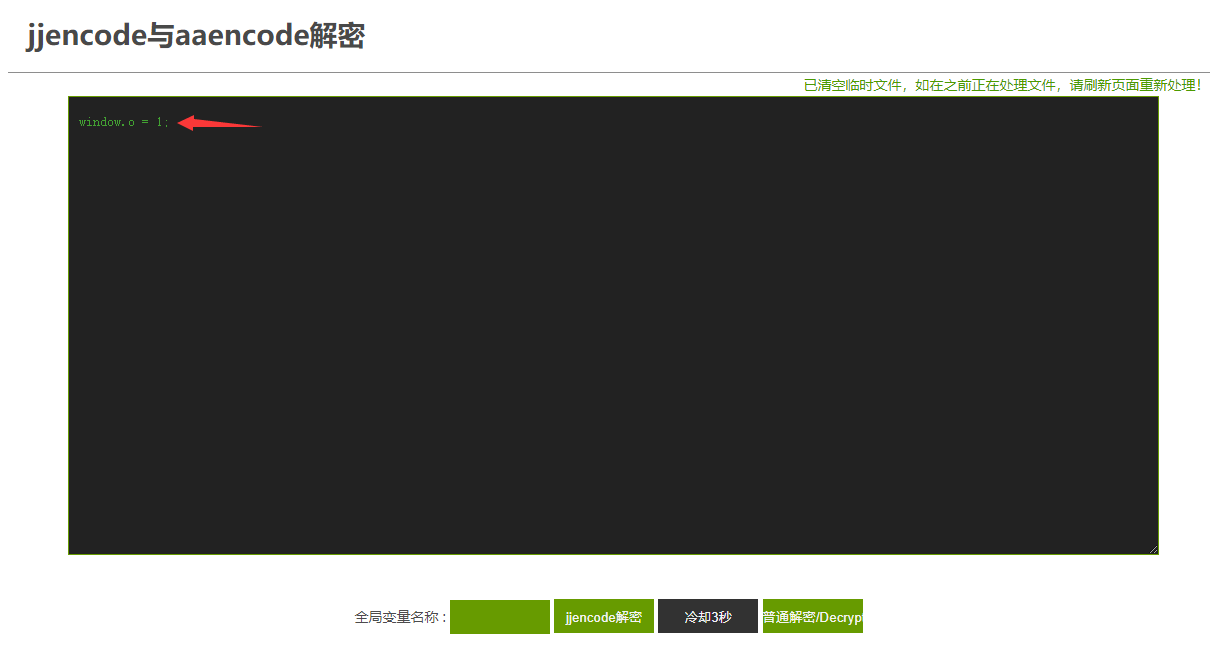 jjencode与aaencode解密
已清空临时文件，如在之前正在处理文件，请刷新页面重新处理！
window.o = 1;
全局变量名称 : jjencode解密 冷却3秒 普通解密/Decrypt